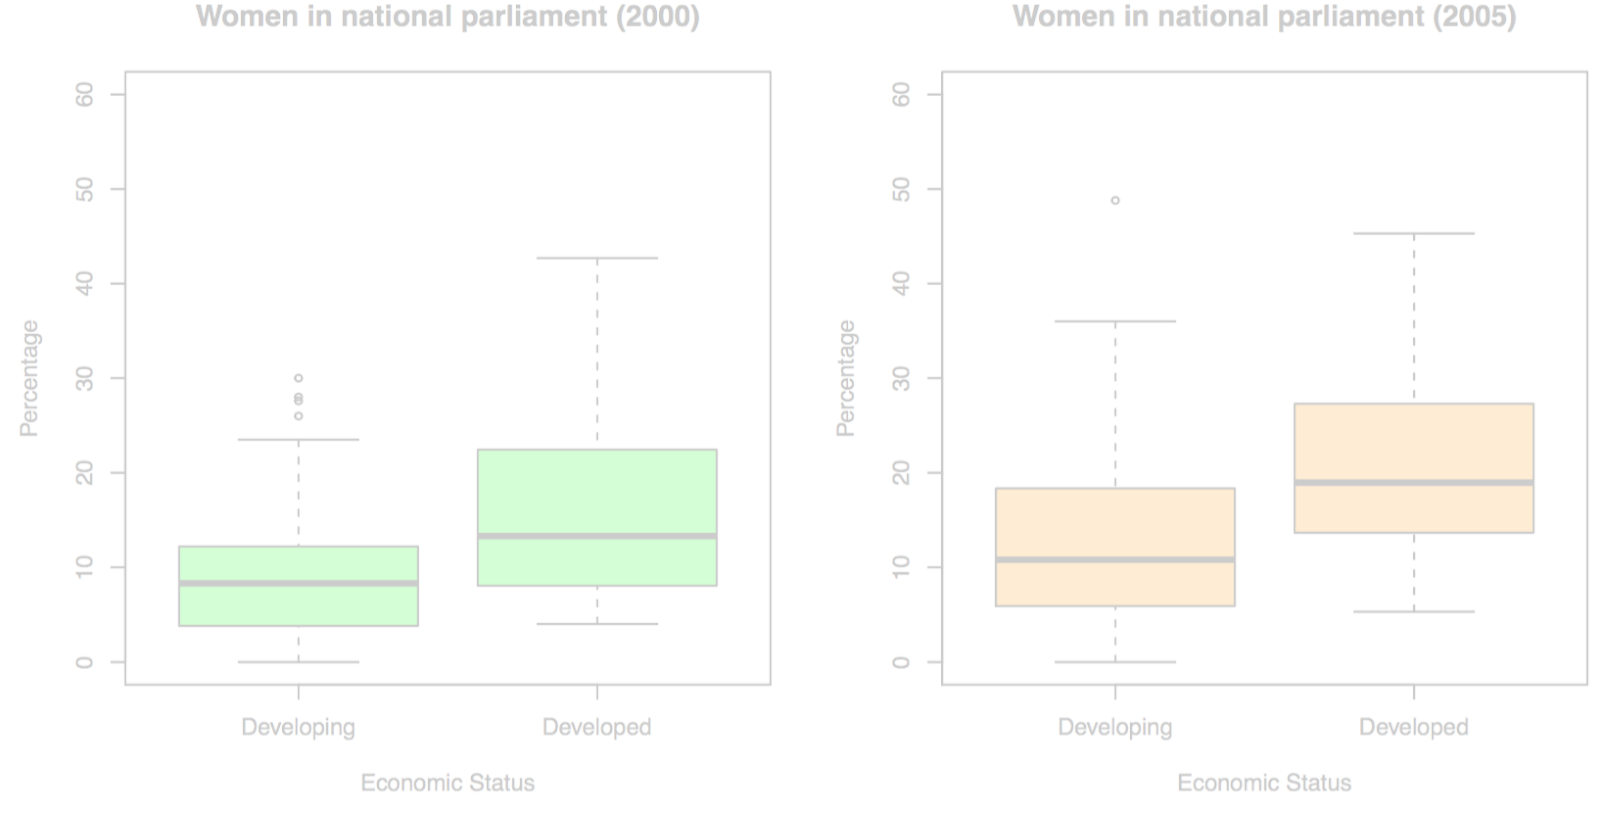 Women in national parliament (2000)
60
50
40
30
20
10
0
Percentage
Developing
Developed
Economic Status
Women in national parliament (2005)
60
50
40
30
20
10
0
Percentage
Developing
Developed
Economic Status